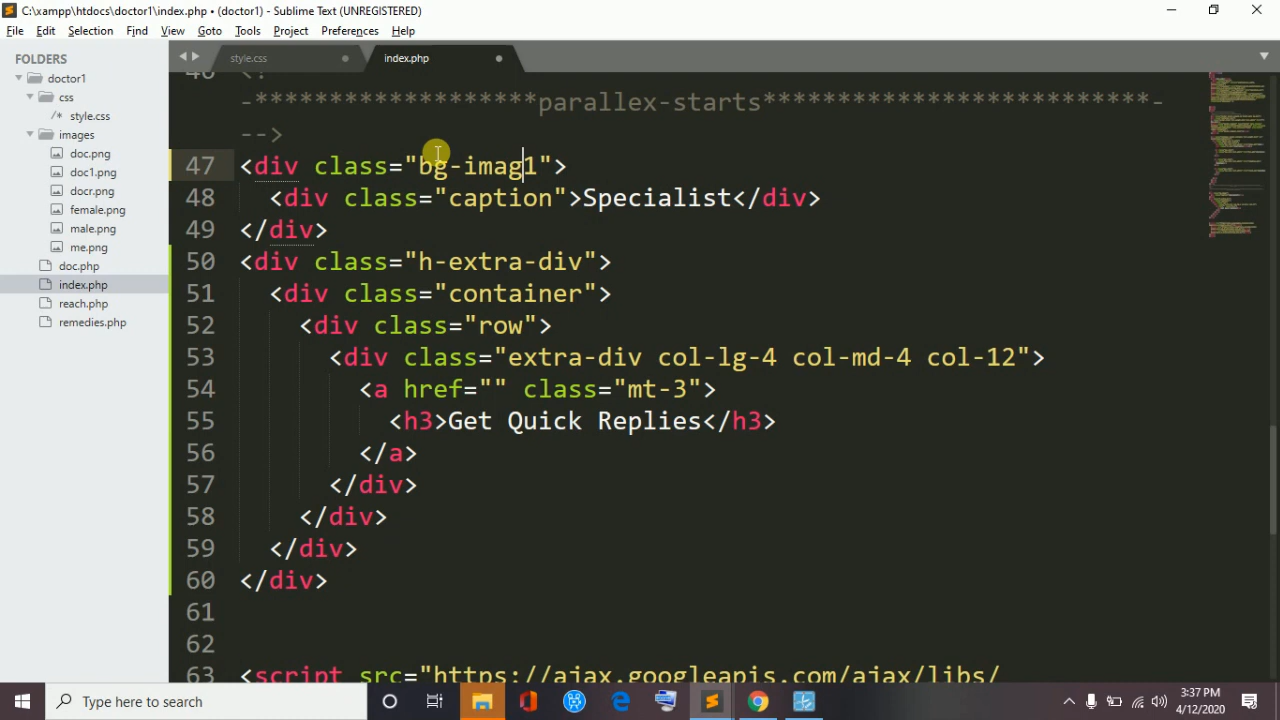 C:\xampp\htdocs\doctor1\index.php • (doctor1) - Sublime Text (UNREGISTERED)
File Edit Selection Find View Goto Tools Project Preferences Help
FOLDERS
doctor1
css
/* style.css
images
doc.png
doc1.png
docr.png
female.png
male.png
me.png
doc.php
index.php
reach.php
remedies.php
style.css
index.php
-*******************parallex-starts**************************-
-->
47 <div class="bg-imag1">
48 <div class="caption">Specialist</div>
49 </div>
50 <div class="h-extra-div">
51 <div class="container">
52 <div class="row">
53 <div class="extra-div col-lg-4 col-md-4 col-12">
54 <a href="" class="mt-3">
55 <h3>Get Quick Replies</h3>
56 </a>
57 </div>
58 </div>
59 </div>
60 </div>
61
62
63 <script src="https://ajax.googleapis.com/ajax/libs/
Type here to search
3:37 PM
4/12/2020